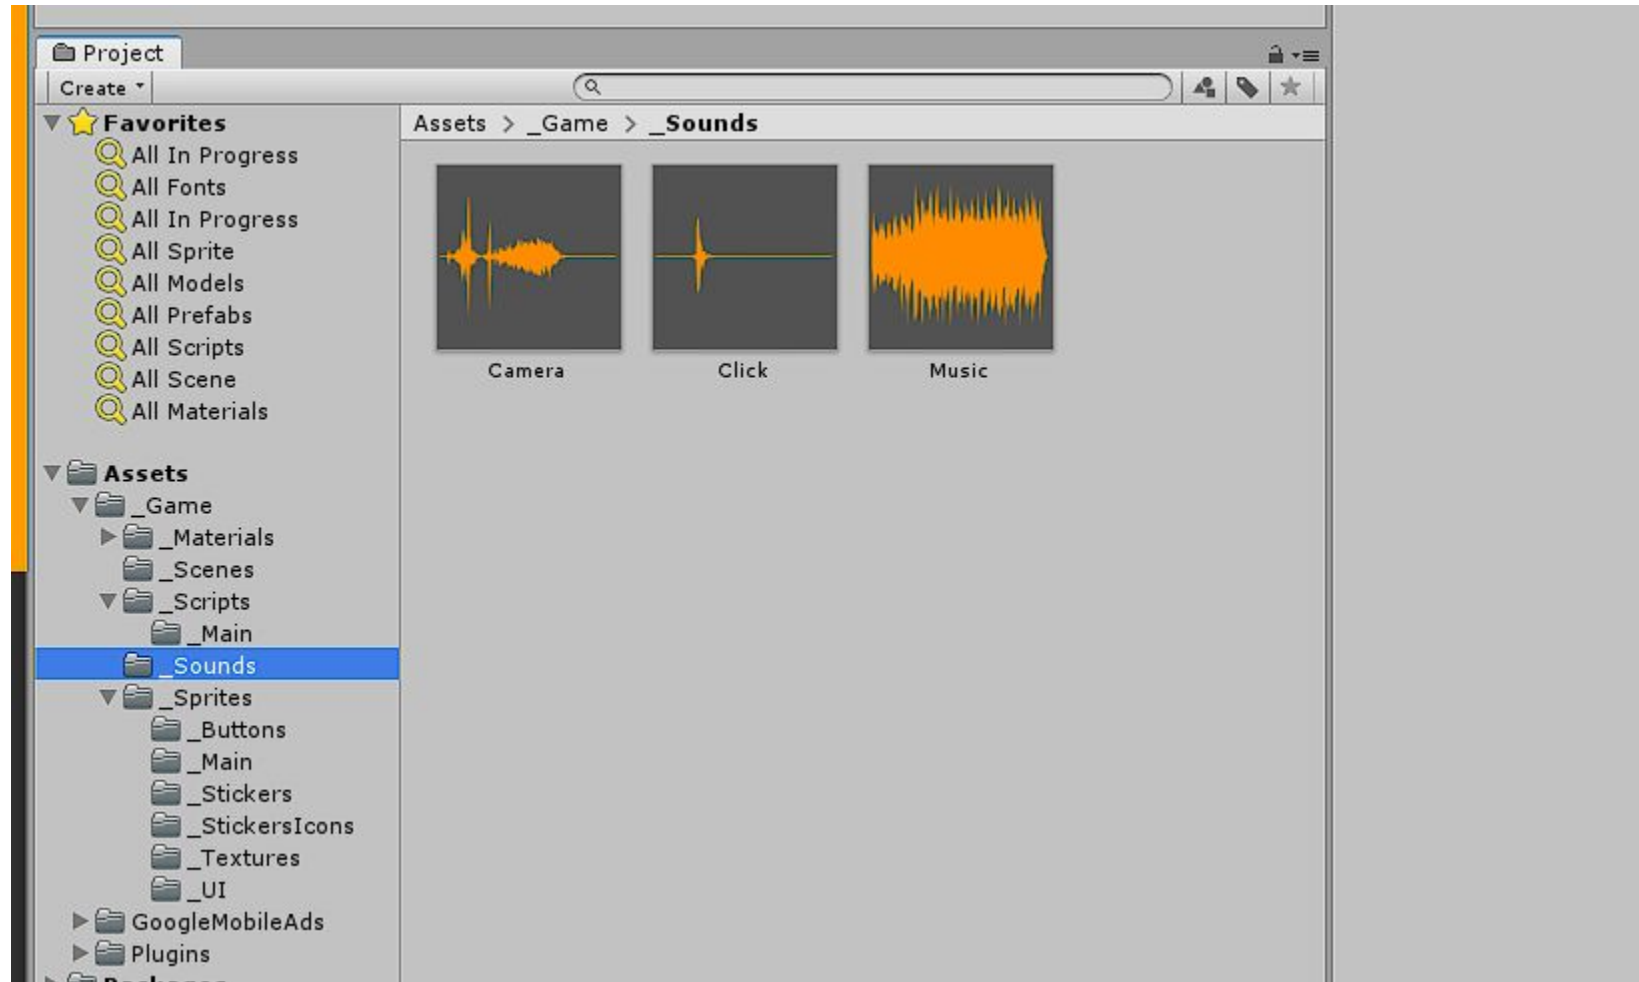 Project
Create
Favorites
Assets > _Game > _Sounds
All In Progress
All Fonts
All In Progress
All Sprite
All Models
All Prefabs
All Scripts
All Scene
All Materials
Camera
Click
Music
Assets
_Game
_Materials
_Scenes
_Scripts
_Main
_Sounds
_Sprites
_Buttons
_Main
_Stickers
_StickersIcons
_Textures
_UI
GoogleMobileAds
Plugins